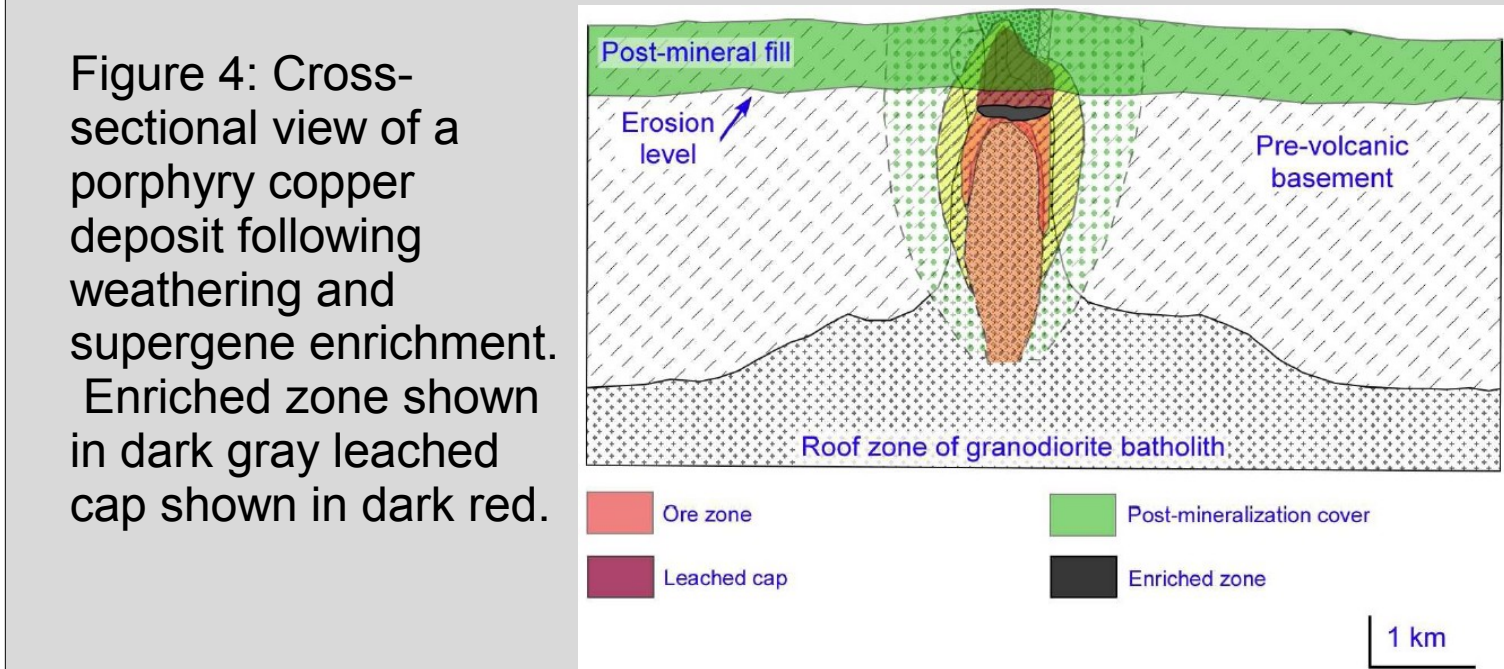 Figure 4: Cross-
sectional view of a
porphyry copper
deposit following
weathering and
supergene enrichment.
Enriched zone shown
in dark gray leached
cap shown in dark red.
Post-mineral fill
Erosion
level
Pre-volcanic
basement
Roof zone of granodiorite batholith
Ore zone
Post-mineralization cover
Leached cap
Enriched zone
1 km